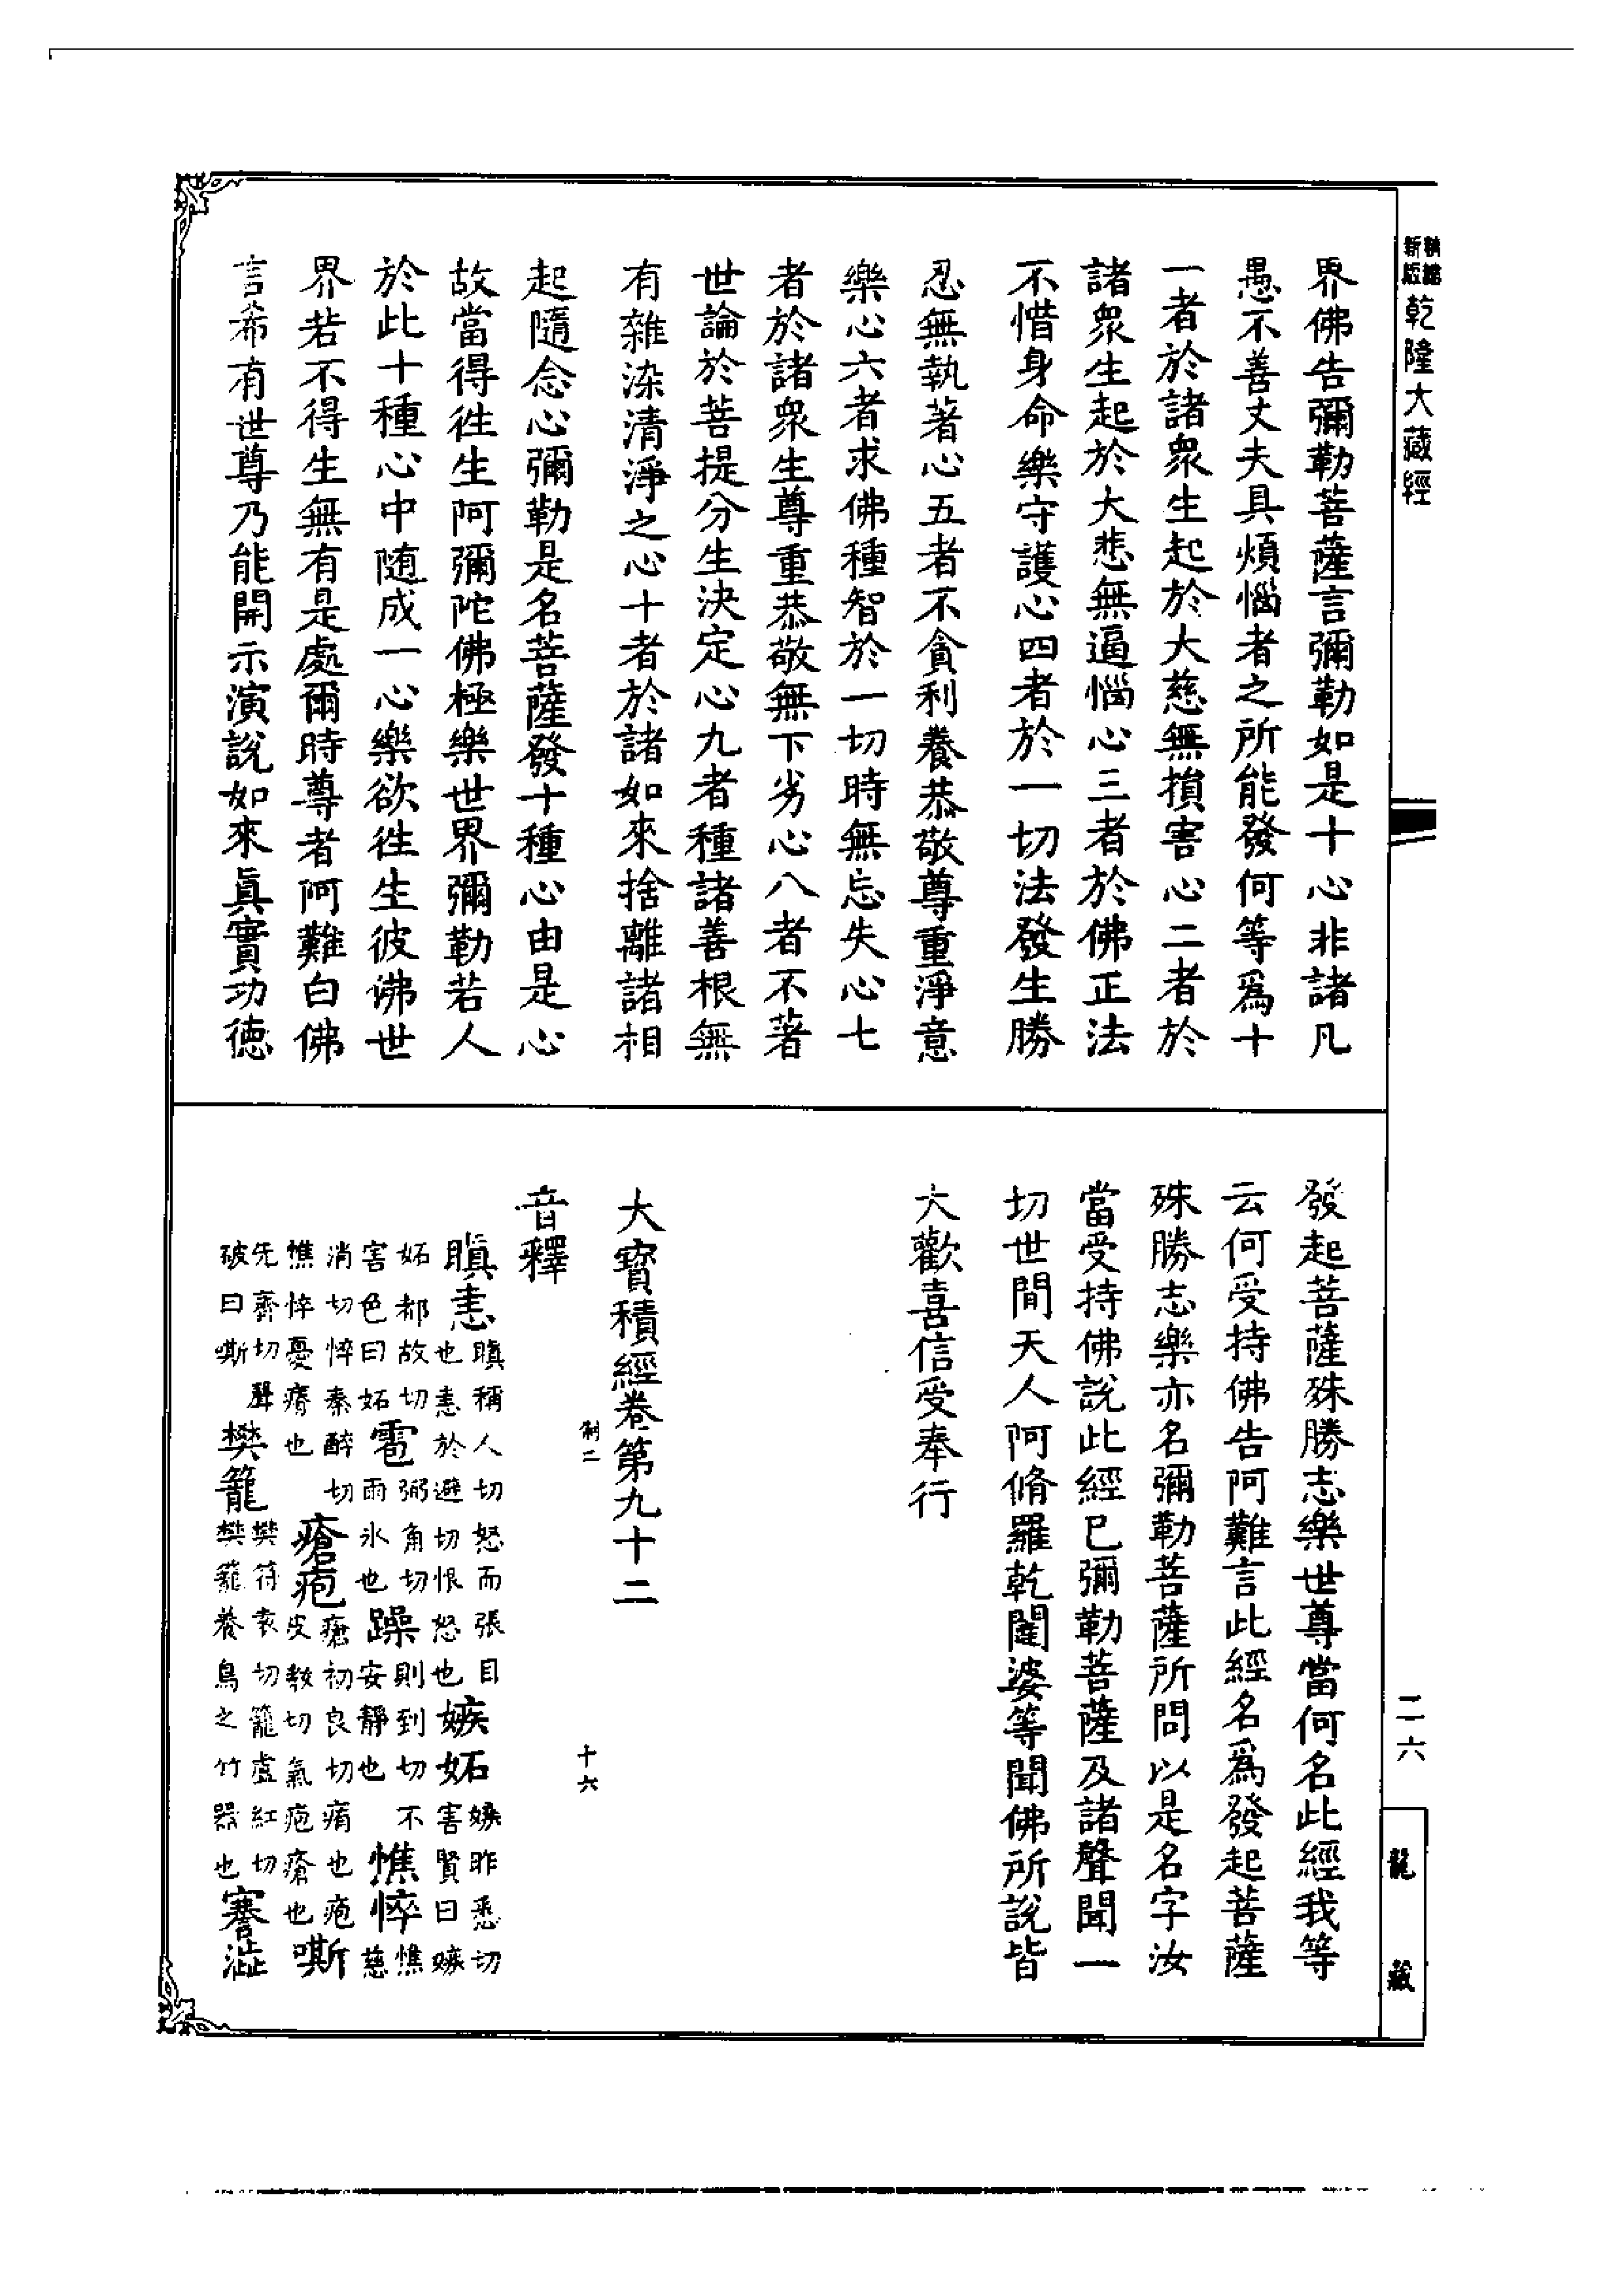 新版
精縮
乾隆大藏經
界佛告彌勒菩薩言彌勒如是十心非諸凡
愚不善丈夫具煩惱者之所能發何等爲十
一者於諸衆生起於大慈無損害心二者於
諸衆生起於大悲無逼惱心三者於佛正法
不惜身命樂守護心四者於一切法發生勝
忍無執著心五者不貪利養恭敬尊重淨意
樂心六者求佛種智於一切時無忘失心七
者於諸衆生尊重恭敬無下劣心八者不著
世論於菩提分生決定心九者種諸善根無
有雜染清淨之心十者於諸如來捨離諸相
起隨念心彌勒是名菩薩發十種心由是心
故當得徃生阿彌陀佛極樂世界彌勒若人
於此十種心中随成一心樂欲徃生彼佛世
界若不得生無有是處爾時尊者阿難白佛
言希有世尊乃能開示演說如來真實功德
發起菩薩殊勝志樂世尊當何名此經我等
云何受持佛告阿難言此經名爲發起菩薩
殊勝志樂亦名彌勒菩薩所問以是名字汝
當受持佛說此經已彌勒菩薩及諸聲聞一
切世間天人阿脩羅乾闥婆等聞佛所說皆
大歡喜信受奉行
大寶積經卷第九十二
制二
十六
音釋
瞋恚
瞋稱人切怒而張目
也恚於避切恨怒也
嫉妬
嫉昨悉切
害賢曰嫉
妬都故切
害色曰妬
雹
弼角切
雨氷也
躁
則到切不
安靜也
憔悴
憔慈
消切悴秦醉切
憔悴憂瘠也
瘡疱
瘡初良切痏也疱
皮教切氣疱瘡也
嘶
先齊切聲
破曰嘶
樊籠
樊符袁切籠盧紅切
樊籠養鳥之竹器也
謇澁
二六
龍藏